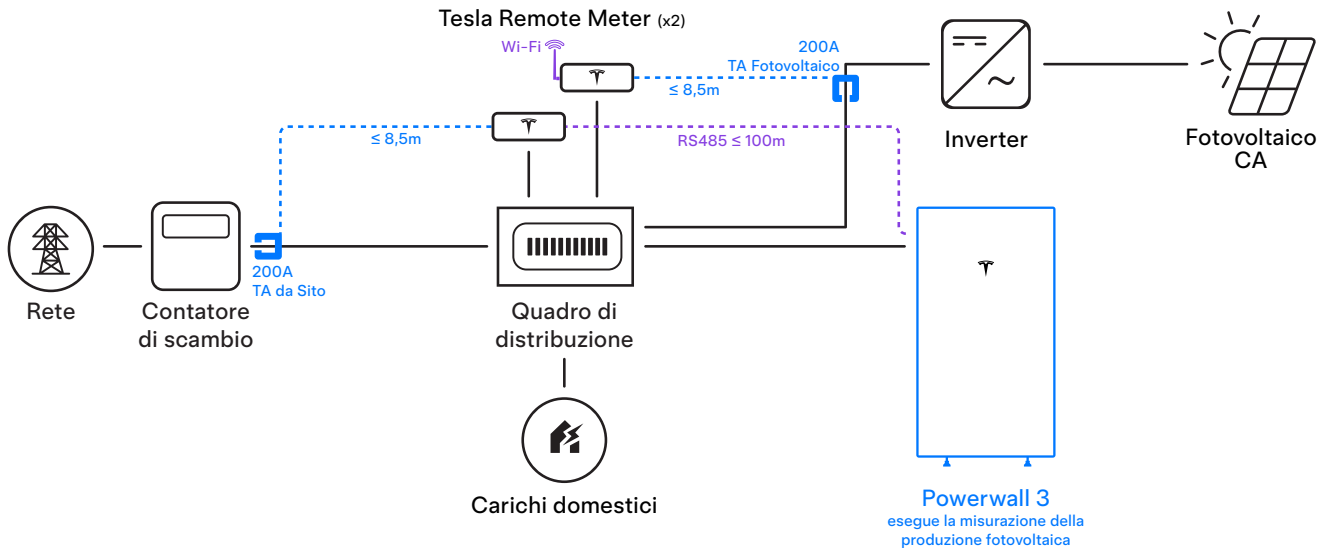 Tesla Remote Meter (x2)
Wi-Fi
200A
TA Fotovoltaico
≤ 8,5m
≤ 8,5m
RS485 ≤ 100m
Inverter
Fotovoltaico
CA
200A
TA da Sito
Rete
Contatore
di scambio
Quadro di
distribuzione
Carichi domestici
Powerwall 3
esegue la misurazione della
produzione fotovoltaica